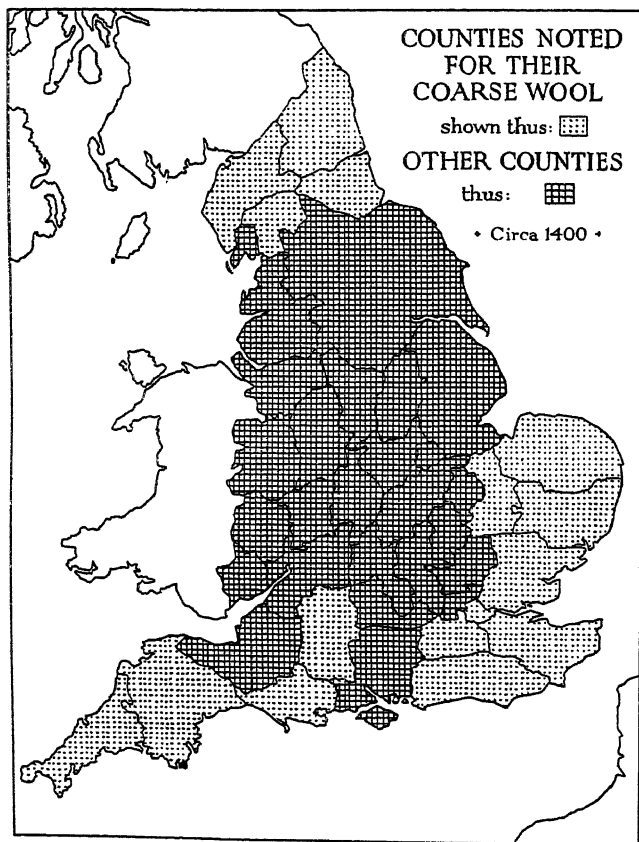 COUNTIES NOTED
FOR THEIR
COARSE WOOL
shown thus:
OTHER COUNTIES
thus:
• Circa 1400 •